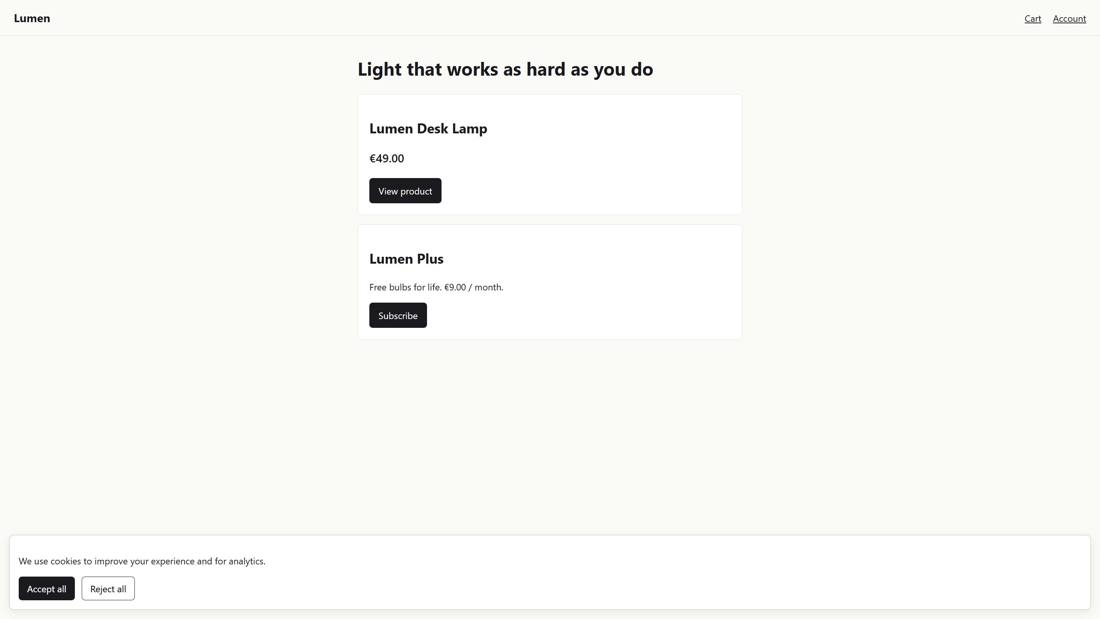 Lumen
Cart Account
Light that works as hard as you do
Lumen Desk Lamp
€49.00
View product
Lumen Plus
Free bulbs for life. €9.00 / month.
Subscribe
We use cookies to improve your experience and for analytics.
Accept all Reject all